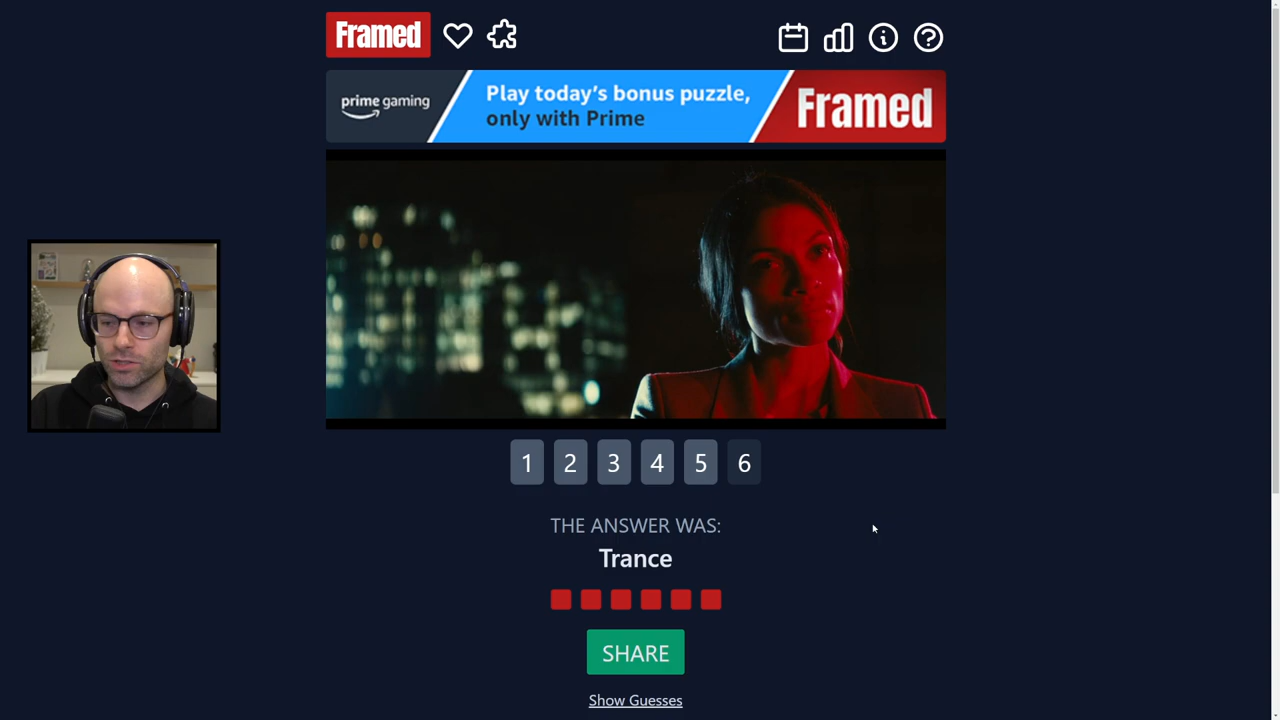 Framed
prime gaming
Play today's bonus puzzle,
only with Prime
Framed
1 2 3 4 5 6
THE ANSWER WAS:
Trance
SHARE
Show Guesses